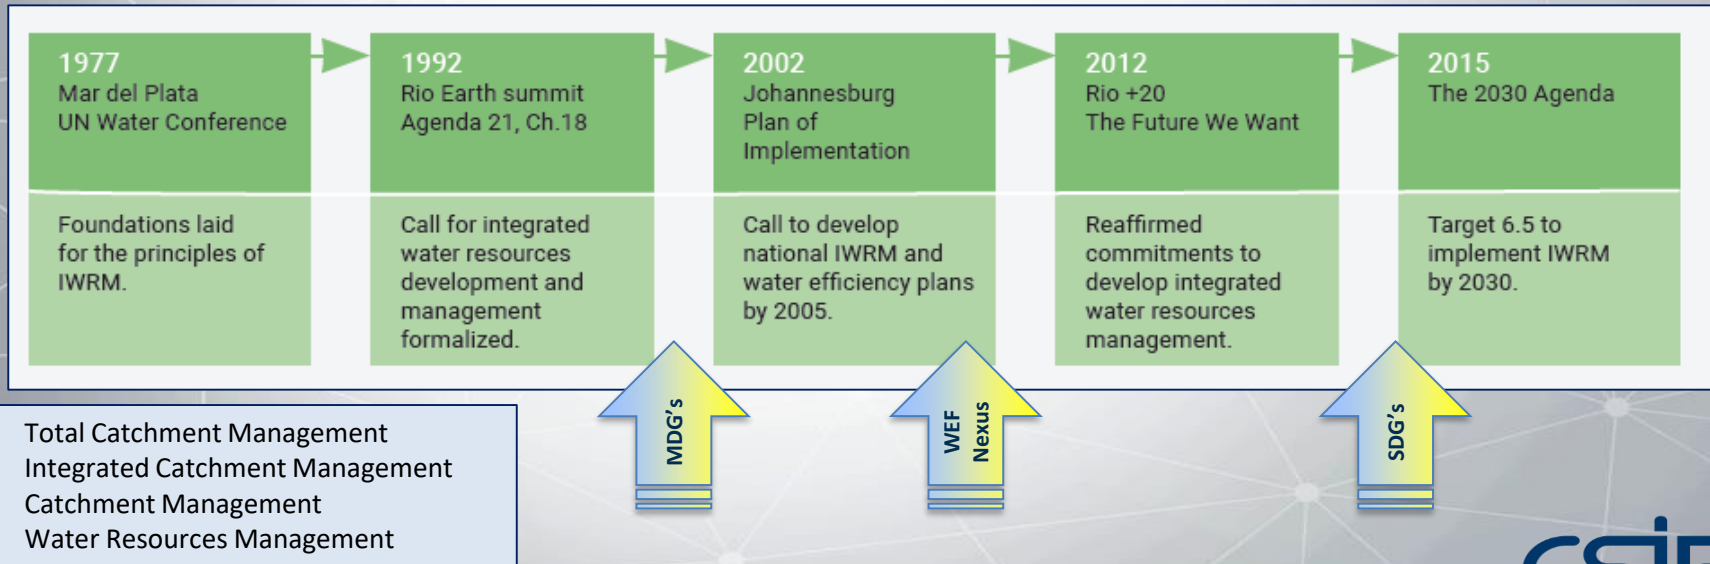 1977
Mar del Plata
UN Water Conference
Foundations laid
for the principles of
IWRM.
1992
Rio Earth summit
Agenda 21, Ch.18
Call for integrated
water resources
development and
management
formalized.
2002
Johannesburg
Plan of
Implementation
Call to develop
national IWRM and
water efficiency plans
by 2005.
2012
Rio +20
The Future We Want
Reaffirmed
commitments to
develop integrated
water resources
management.
2015
The 2030 Agenda
Target 6.5 to
implement IWRM
by 2030.
MDG's
WEF
Nexus
SDG's
Total Catchment Management
Integrated Catchment Management
Catchment Management
Water Resources Management